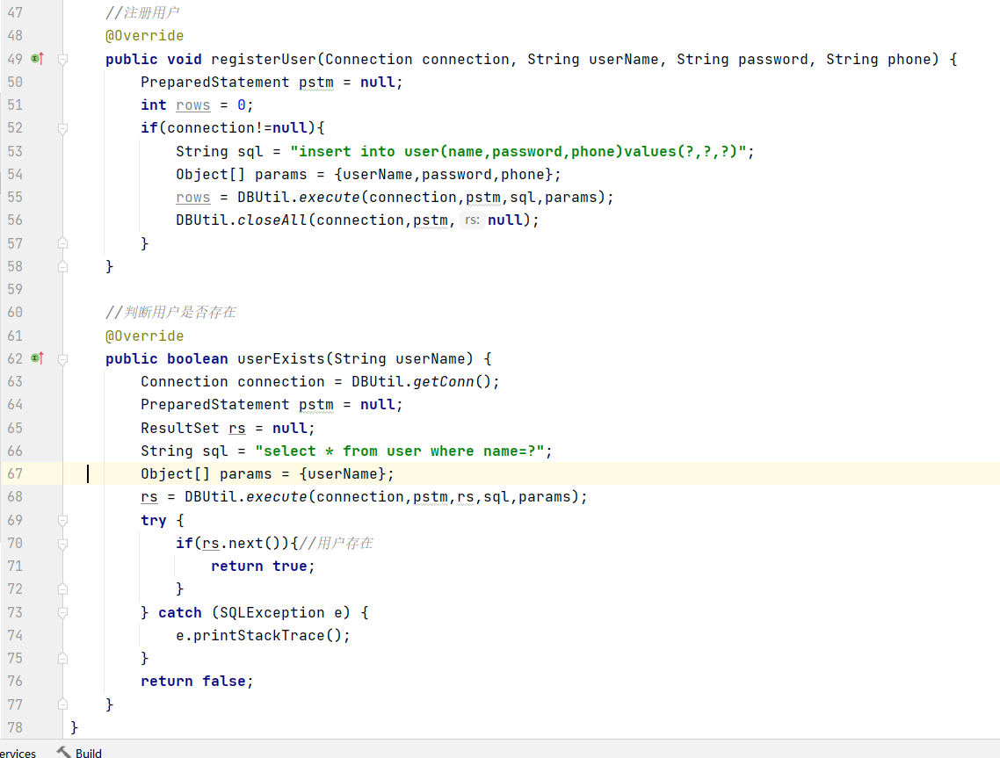 47 //注册用户
48 @Override
49 public void registerUser(Connection connection, String userName, String password, String phone) {
50 PreparedStatement pstm = null;
51 int rows = 0;
52 if(connection!=null){
53 String sql = "insert into user(name,password,phone)values(?,?,?)";
54 Object[] params = {userName,password,phone};
55 rows = DBUtil.execute(connection,pstm,sql,params);
56 DBUtil.closeAll(connection,pstm, rs: null);
57 }
58 }
59
60 //判断用户是否存在
61 @Override
62 public boolean userExists(String userName) {
63 Connection connection = DBUtil.getConn();
64 PreparedStatement pstm = null;
65 ResultSet rs = null;
66 String sql = "select * from user where name=?";
67 Object[] params = {userName};
68 rs = DBUtil.execute(connection,pstm,rs,sql,params);
69 try {
70 if(rs.next()){//用户存在
71 return true;
72 }
73 } catch (SQLException e) {
74 e.printStackTrace();
75 }
76 return false;
77 }
78 }
ervices Build